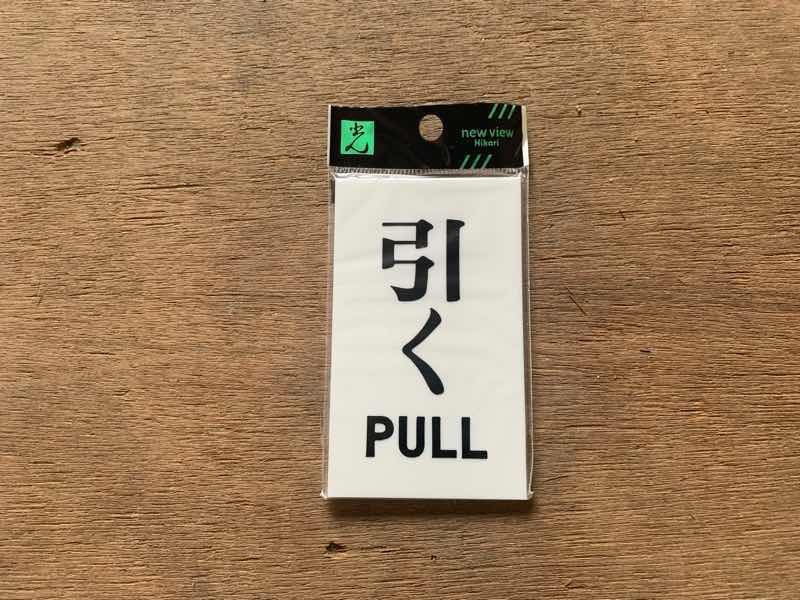 光
new view
Hikari
引く
PULL